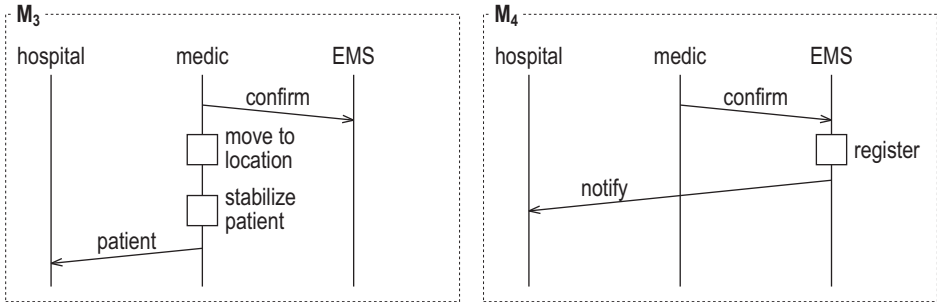 M3
hospital medic EMS
confirm
move to
location
stabilize
patient
patient
M4
hospital medic EMS
confirm
register
notify